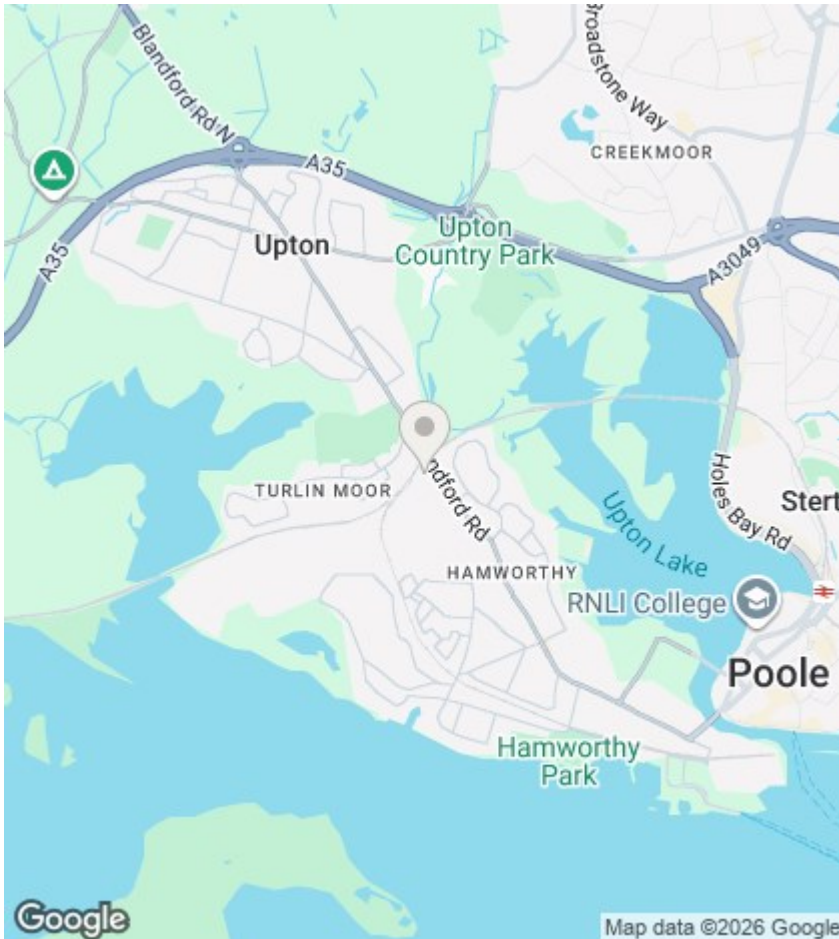 Blandford Rd N
Broadstone Way
CREEKMOOR
A35
A35
Upton
Upton
Country Park
A3049
ndford Rd
TURLIN MOOR
Holes Bay Rd
Stert
Upton Lake
HAMWORTHY
RNLI College
Poole
Hamworthy
Park
Google
Map data ©2026 Google